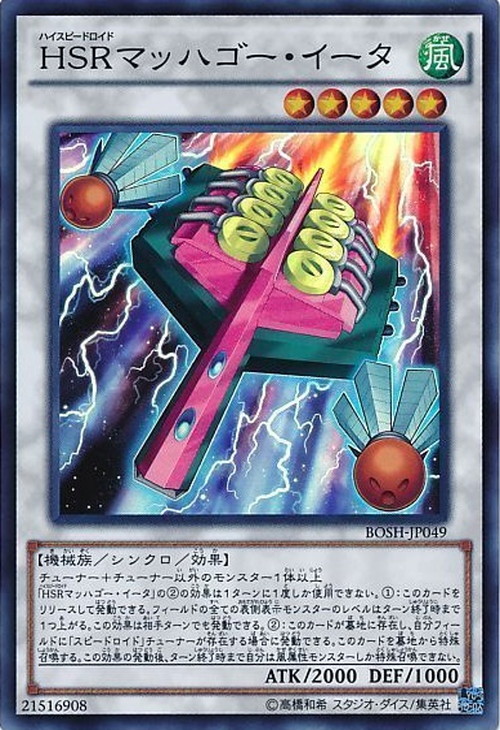 ハイスピードロイド
HSRマッハゴー・イータ
かぜ
風
BOSH-JP049
【機械族／シンクロ／効果】
チューナー＋チューナー以外のモンスター1体以上
「HSRマッハゴー・イータ」の②の効果は1ターンに1度しか使用できない。①：このカードを
リリースして発動できる。フィールドの全ての表側表示モンスターのレベルはターン終了時まで
1つ上がる。この効果は相手ターンでも発動できる。②：このカードが墓地に存在し、自分フィー
ルドに「スピードロイド」チューナーが存在する場合に発動できる。このカードを墓地から特殊
召喚する。この効果の発動後、ターン終了時まで自分は風属性モンスターしか特殊召喚できない。
ATK/2000 DEF/1000
21516908
©高橋和希 スタジオ・ダイス/集英社